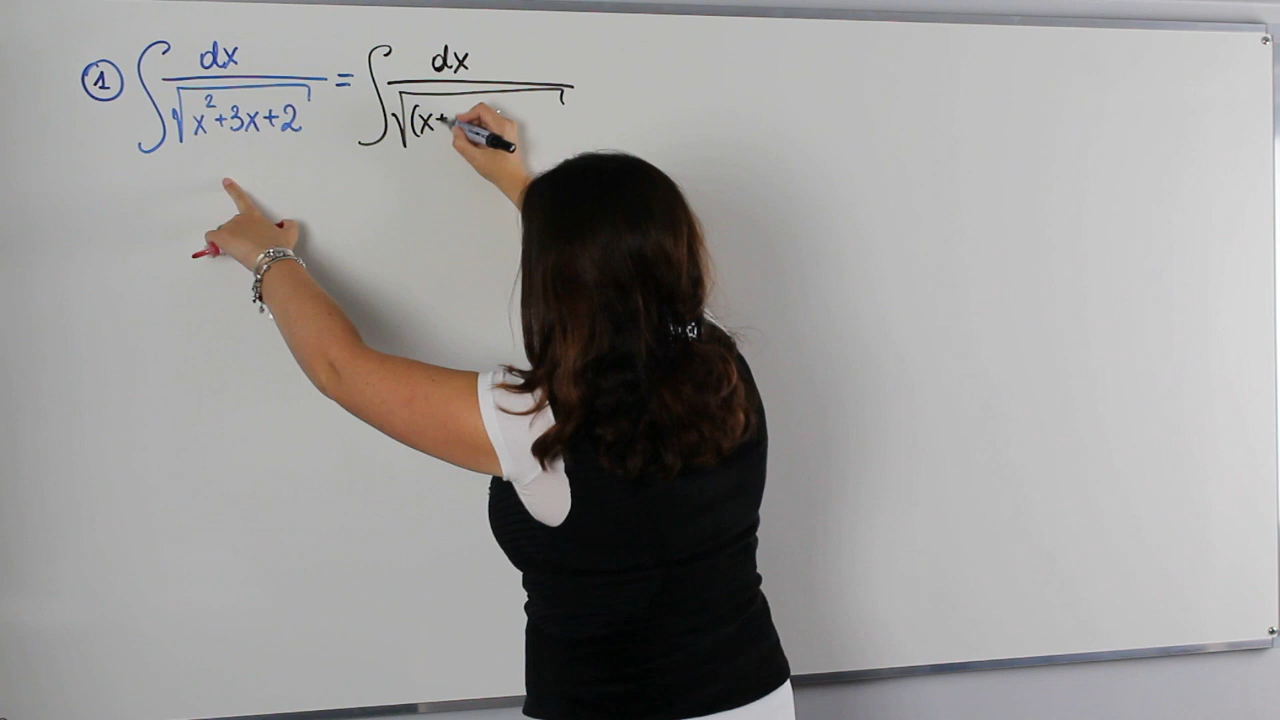 ① ∫ dx / √(x²+3x+2) = ∫ dx / √((x+